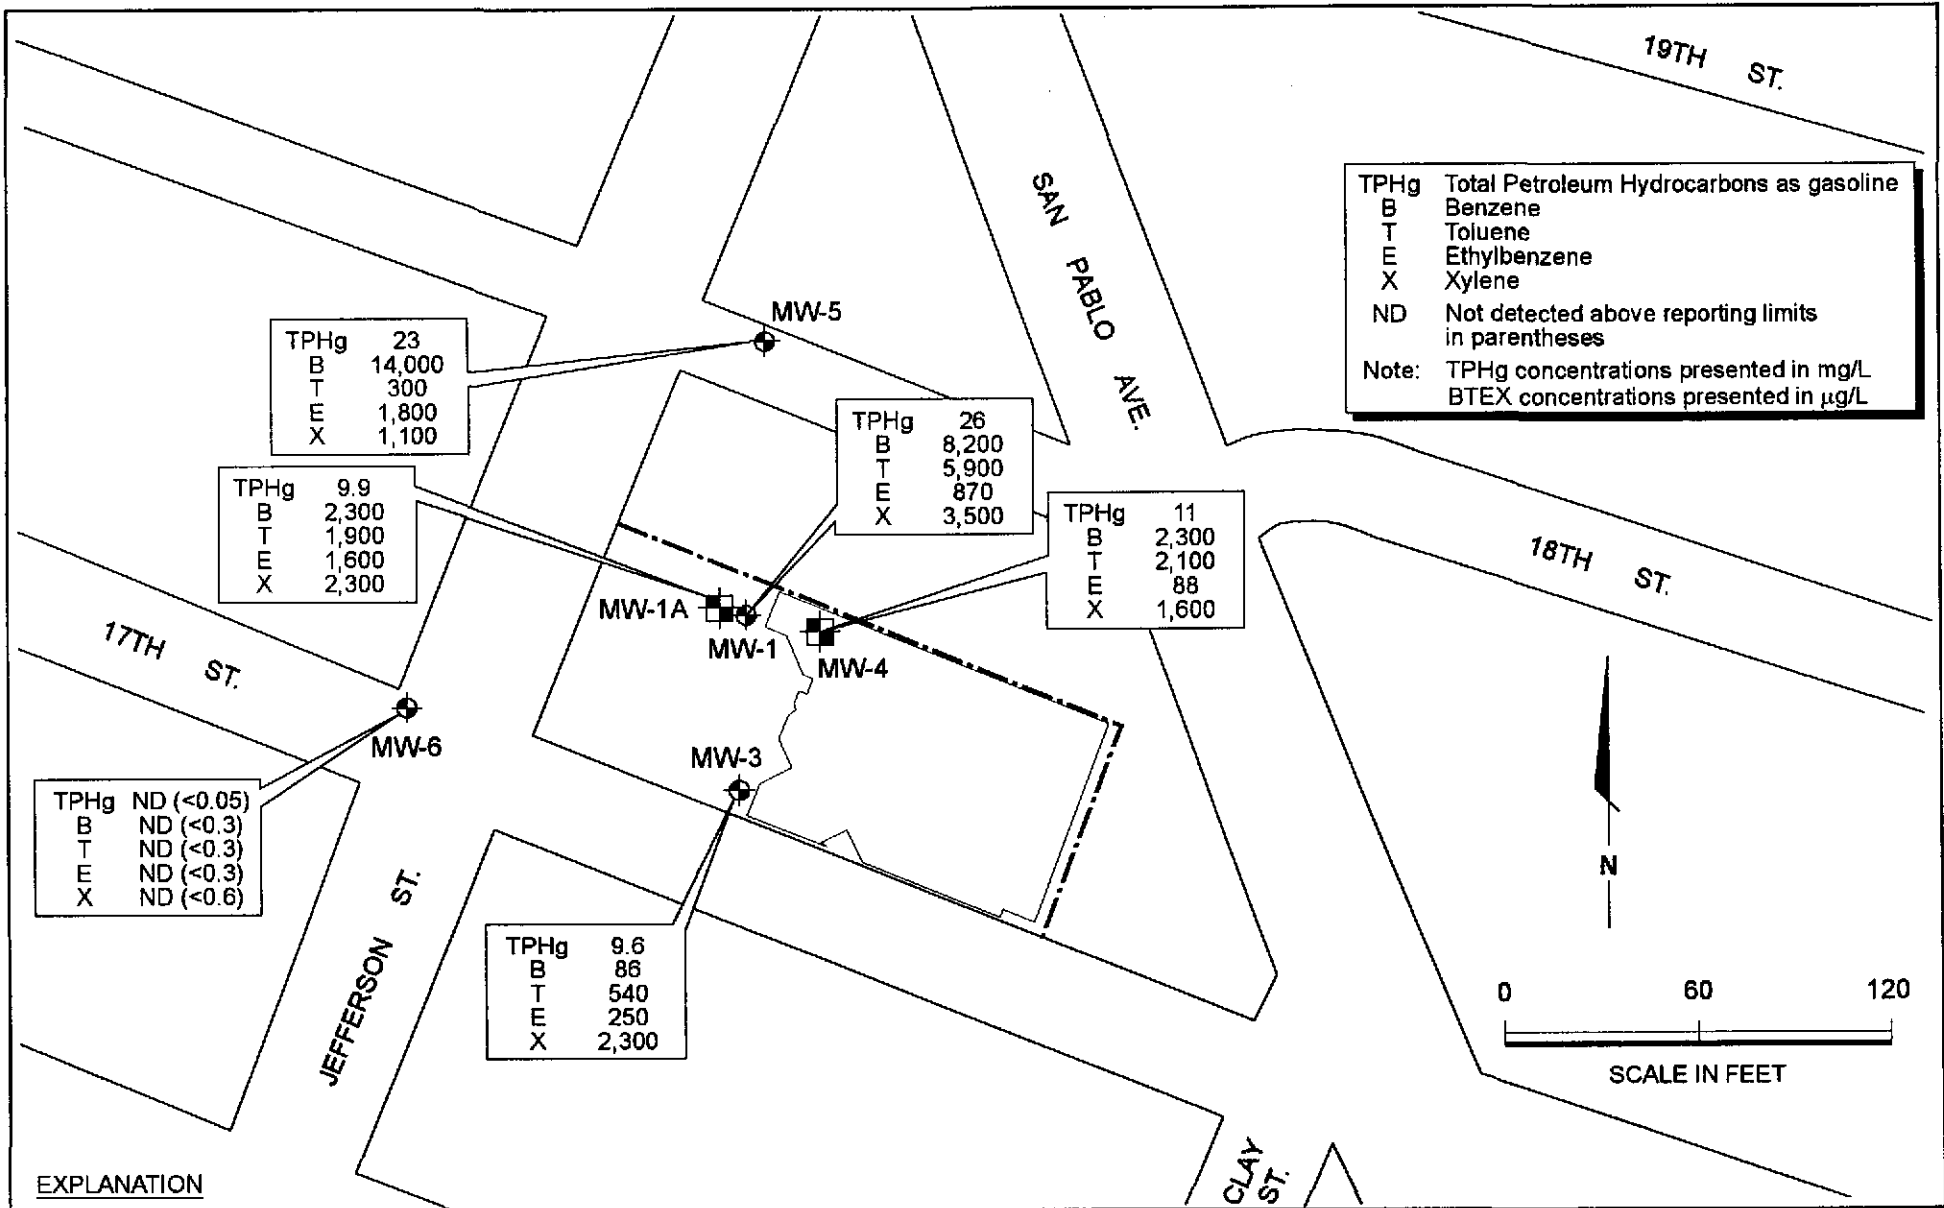 19TH ST.
SAN PABLO AVE.
TPHg Total Petroleum Hydrocarbons as gasoline
B Benzene
T Toluene
E Ethylbenzene
X Xylene
ND Not detected above reporting limits
in parentheses
Note: TPHg concentrations presented in mg/L
BTEX concentrations presented in µg/L
MW-5
TPHg 23
B 14,000
T 300
E 1,800
X 1,100
TPHg 26
B 8,200
T 5,900
E 870
X 3,500
TPHg 9.9
B 2,300
T 1,900
E 1,600
X 2,300
TPHg 11
B 2,300
T 2,100
E 88
X 1,600
18TH ST.
MW-1A
MW-1
MW-4
17TH ST.
MW-6
MW-3
TPHg ND (<0.05)
B ND (<0.3)
T ND (<0.3)
E ND (<0.3)
X ND (<0.6)
N
JEFFERSON ST.
TPHg 9.6
B 86
T 540
E 250
X 2,300
0 60 120
SCALE IN FEET
CLAY ST.
EXPLANATION